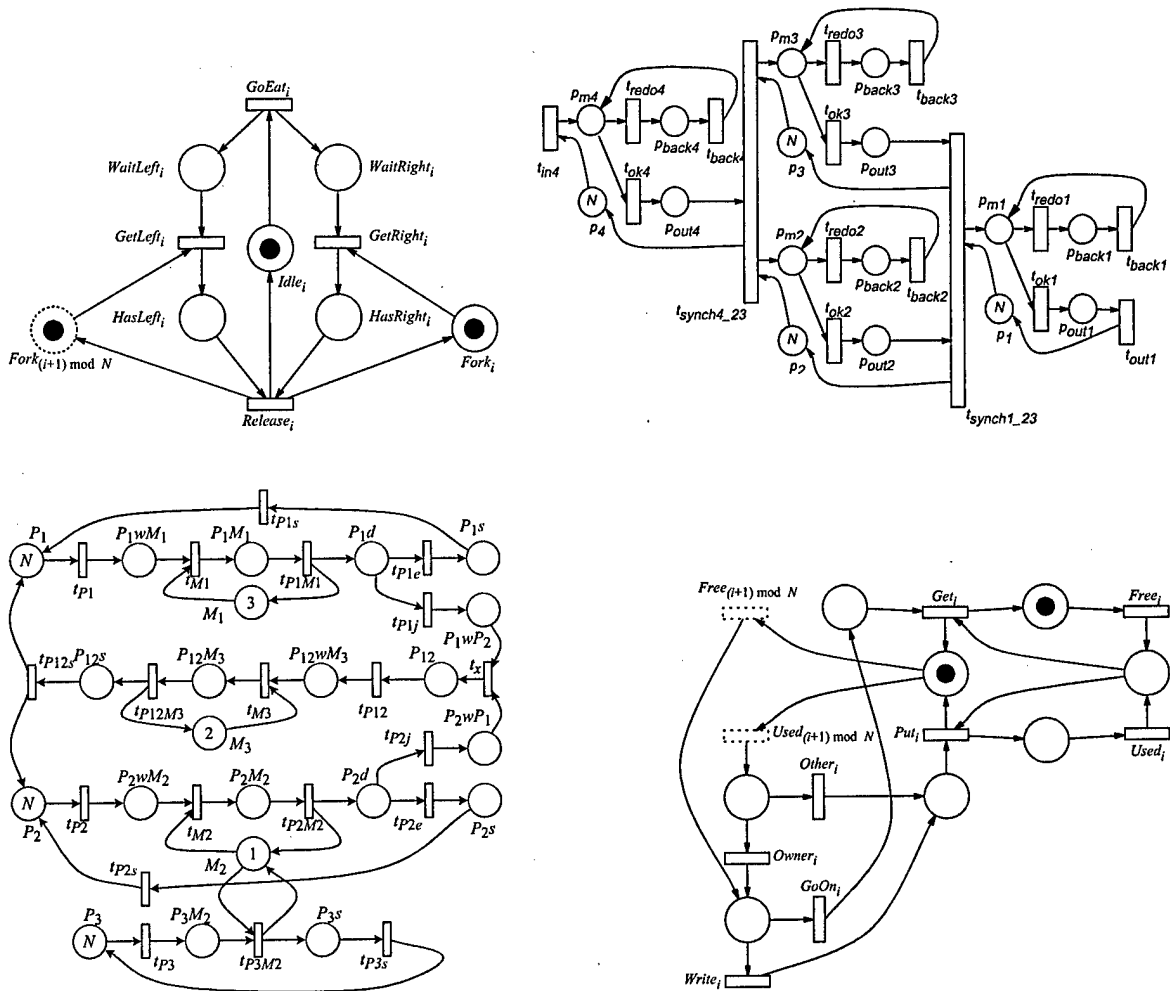 GoEat_i
WaitLeft_i
WaitRight_i
GetLeft_i
GetRight_i
Idle_i
HasLeft_i
HasRight_i
Fork_(i+1) mod N
Fork_i
Release_i
p_m3
t_redo3
p_back3
t_back3
t_ok3
N
p_3
p_out3
p_m4
t_redo4
p_back4
t_back4
t_in4
t_ok4
N
p_4
p_out4
p_m2
t_redo2
p_back2
t_back2
t_synch4_23
t_ok2
N
p_2
p_out2
p_m1
t_redo1
p_back1
t_back1
t_ok1
N
p_1
p_out1
t_out1
t_synch1_23
t_P1s
P_1
P_1wM_1
P_1M_1
P_1d
P_1s
N
t_P1
t_M1
t_P1M1
t_P1e
M_1
3
t_P1j
P_1wP_2
t_P12s
P_12s
P_12M_3
P_12wM_3
P_12
t_x
t_P12M3
t_M3
t_P12
2
M_3
P_2wP_1
t_P2j
P_2wM_2
P_2M_2
P_2d
N
P_2
t_P2
t_M2
t_P2M2
t_P2e
P_2s
M_2
1
t_P2s
P_3
P_3M_2
P_3s
N
t_P3
t_P3M2
t_P3s
Free_(i+1) mod N
Get_i
Free_i
Used_(i+1) mod N
Put_i
Used_i
Other_i
Owner_i
GoOn_i
Write_i